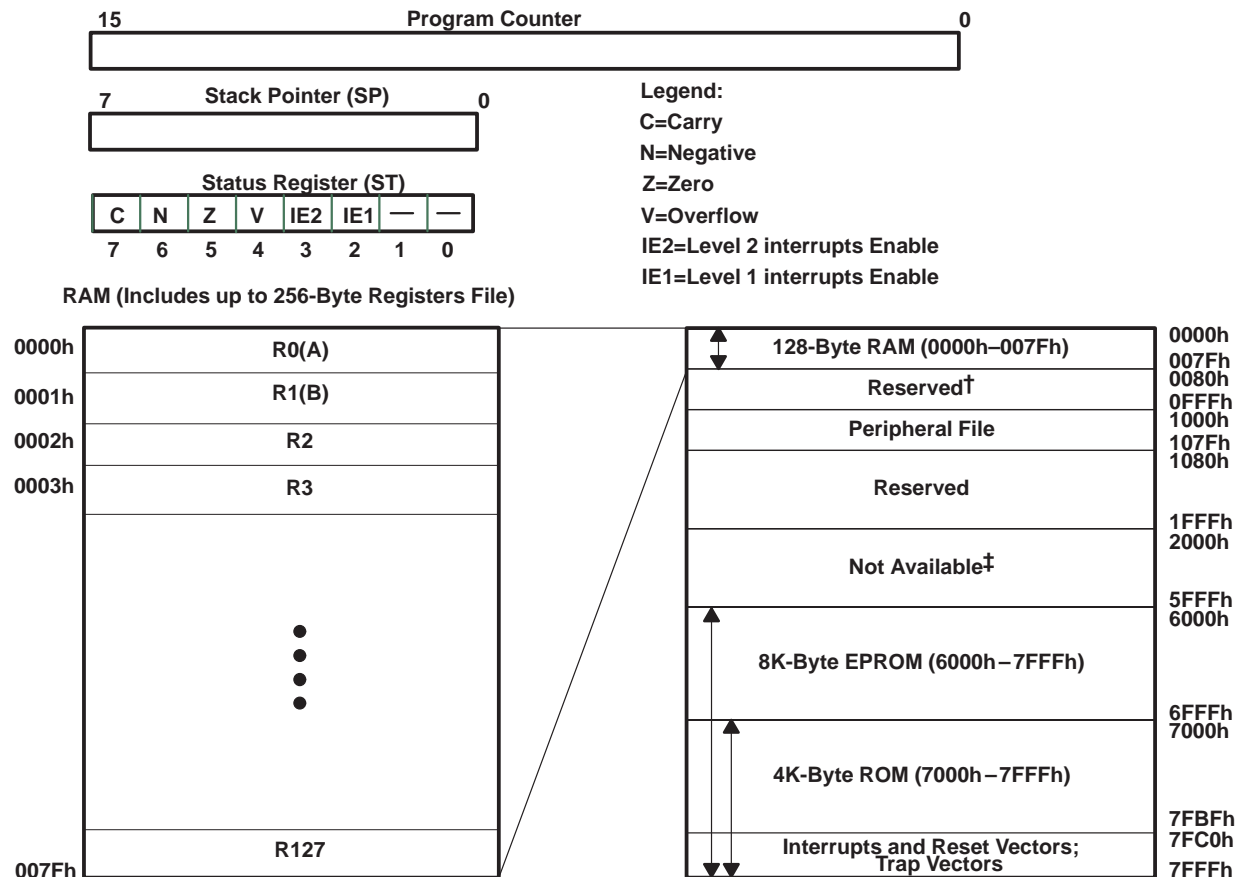 15 Program Counter 0
7 Stack Pointer (SP) 0
Legend:
C=Carry
N=Negative
Z=Zero
V=Overflow
IE2=Level 2 interrupts Enable
IE1=Level 1 interrupts Enable
Status Register (ST)
C N Z V IE2 IE1 — —
7 6 5 4 3 2 1 0
RAM (Includes up to 256-Byte Registers File)
0000h R0(A)
0001h R1(B)
0002h R2
0003h R3
R127
007Fh
128-Byte RAM (0000h–007Fh)
Reserved†
Peripheral File
Reserved
Not Available‡
8K-Byte EPROM (6000h–7FFFh)
4K-Byte ROM (7000h–7FFFh)
Interrupts and Reset Vectors;
Trap Vectors
0000h
007Fh
0080h
0FFFh
1000h
107Fh
1080h
1FFFh
2000h
5FFFh
6000h
6FFFh
7000h
7FBFh
7FC0h
7FFFh